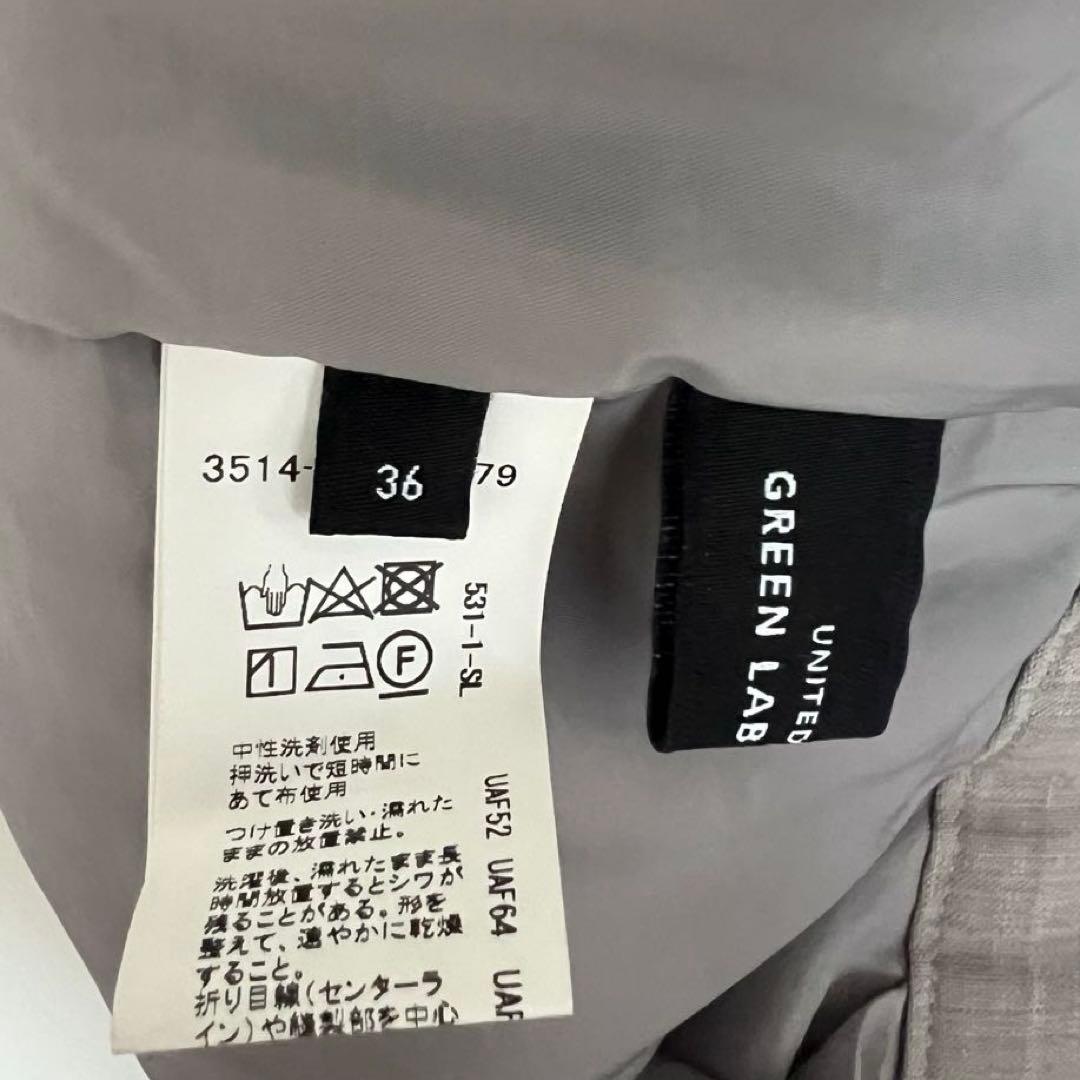 3514-
79
36
F
531-1-SL
中性洗剤使用
押洗いで短時間に
あて布使用
つけ置き洗い・濡れた
ままの放置禁止。
洗濯後、濡れたまま長
時間放置するとシワが
残ることがある。形を
整えて、速やかに乾燥
すること。
折り目線(センターラ
イン)や縫製部を中心
UAF52 UAF64 UAF
UNITED
GREEN LAB